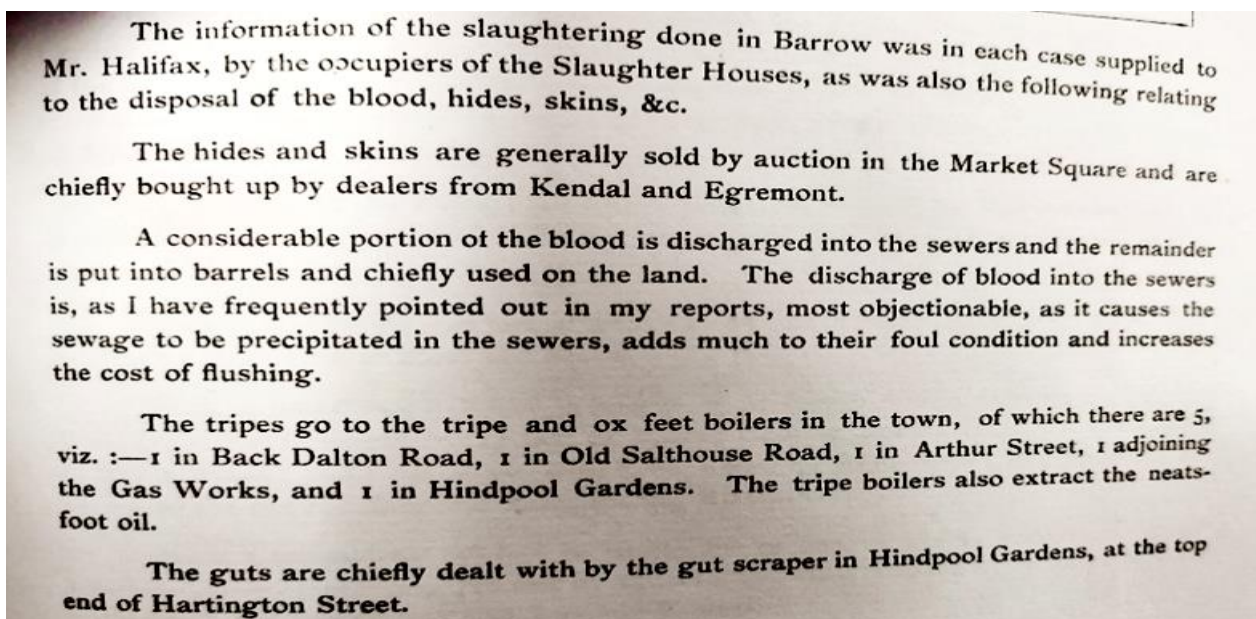 The information of the slaughtering done in Barrow was in each case supplied to
Mr. Halifax, by the occupiers of the Slaughter Houses, as was also the following relating
to the disposal of the blood, hides, skins, &c.
The hides and skins are generally sold by auction in the Market Square and are
chiefly bought up by dealers from Kendal and Egremont.
A considerable portion of the blood is discharged into the sewers and the remainder
is put into barrels and chiefly used on the land. The discharge of blood into the sewers
is, as I have frequently pointed out in my reports, most objectionable, as it causes the
sewage to be precipitated in the sewers, adds much to their foul condition and increases
the cost of flushing.
The tripes go to the tripe and ox feet boilers in the town, of which there are 5,
viz. :—1 in Back Dalton Road, 1 in Old Salthouse Road, 1 in Arthur Street, 1 adjoining
the Gas Works, and 1 in Hindpool Gardens. The tripe boilers also extract the neats-
foot oil.
The guts are chiefly dealt with by the gut scraper in Hindpool Gardens, at the top
end of Hartington Street.